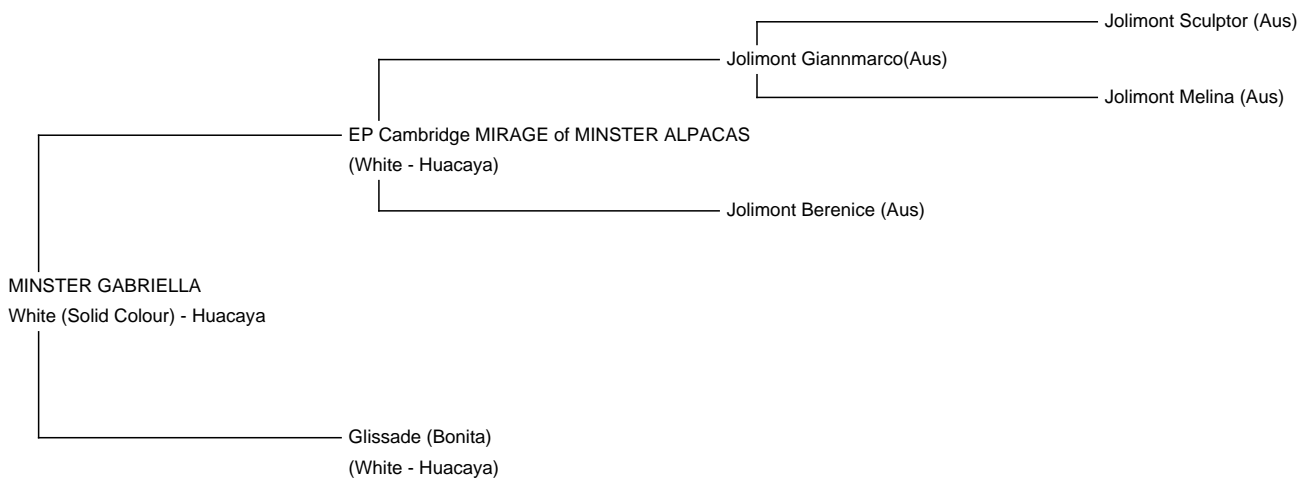 Jolimont Sculptor (Aus)
Jolimont Giannmarco(Aus)
Jolimont Melina (Aus)
EP Cambridge MIRAGE of MINSTER ALPACAS
(White - Huacaya)
Jolimont Berenice (Aus)
MINSTER GABRIELLA
White (Solid Colour) - Huacaya
Glissade (Bonita)
(White - Huacaya)